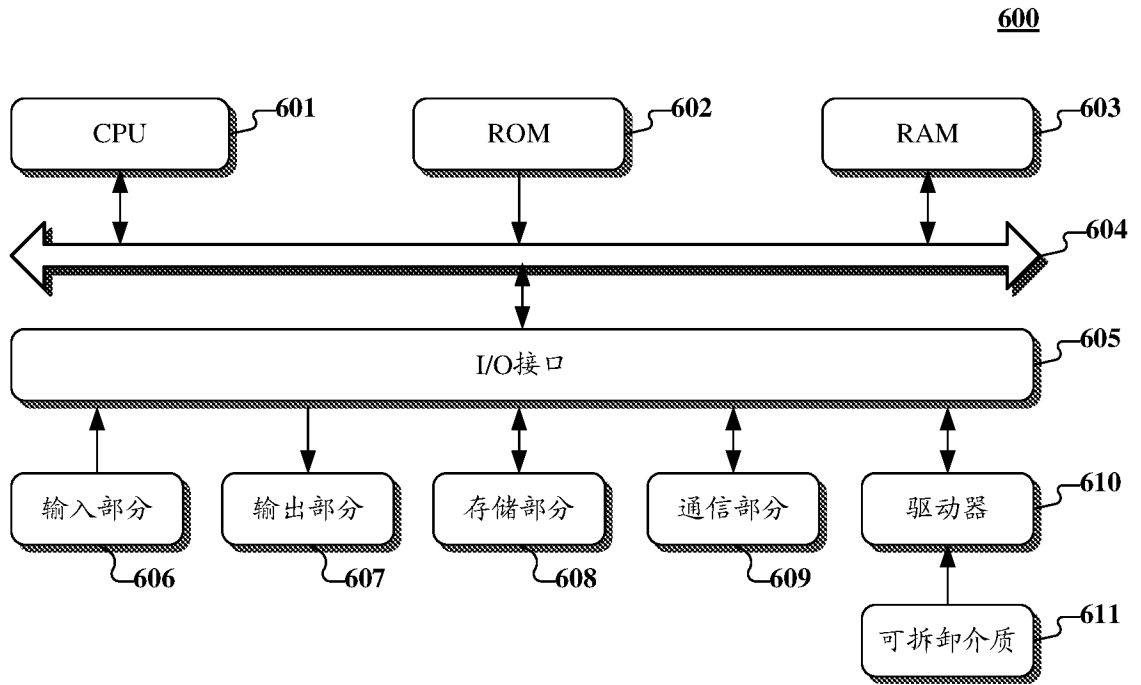 600
CPU
601
ROM
602
RAM
603
604
I/O接口
605
输入部分
输出部分
存储部分
通信部分
驱动器
610
606
607
608
609
可拆卸介质
611